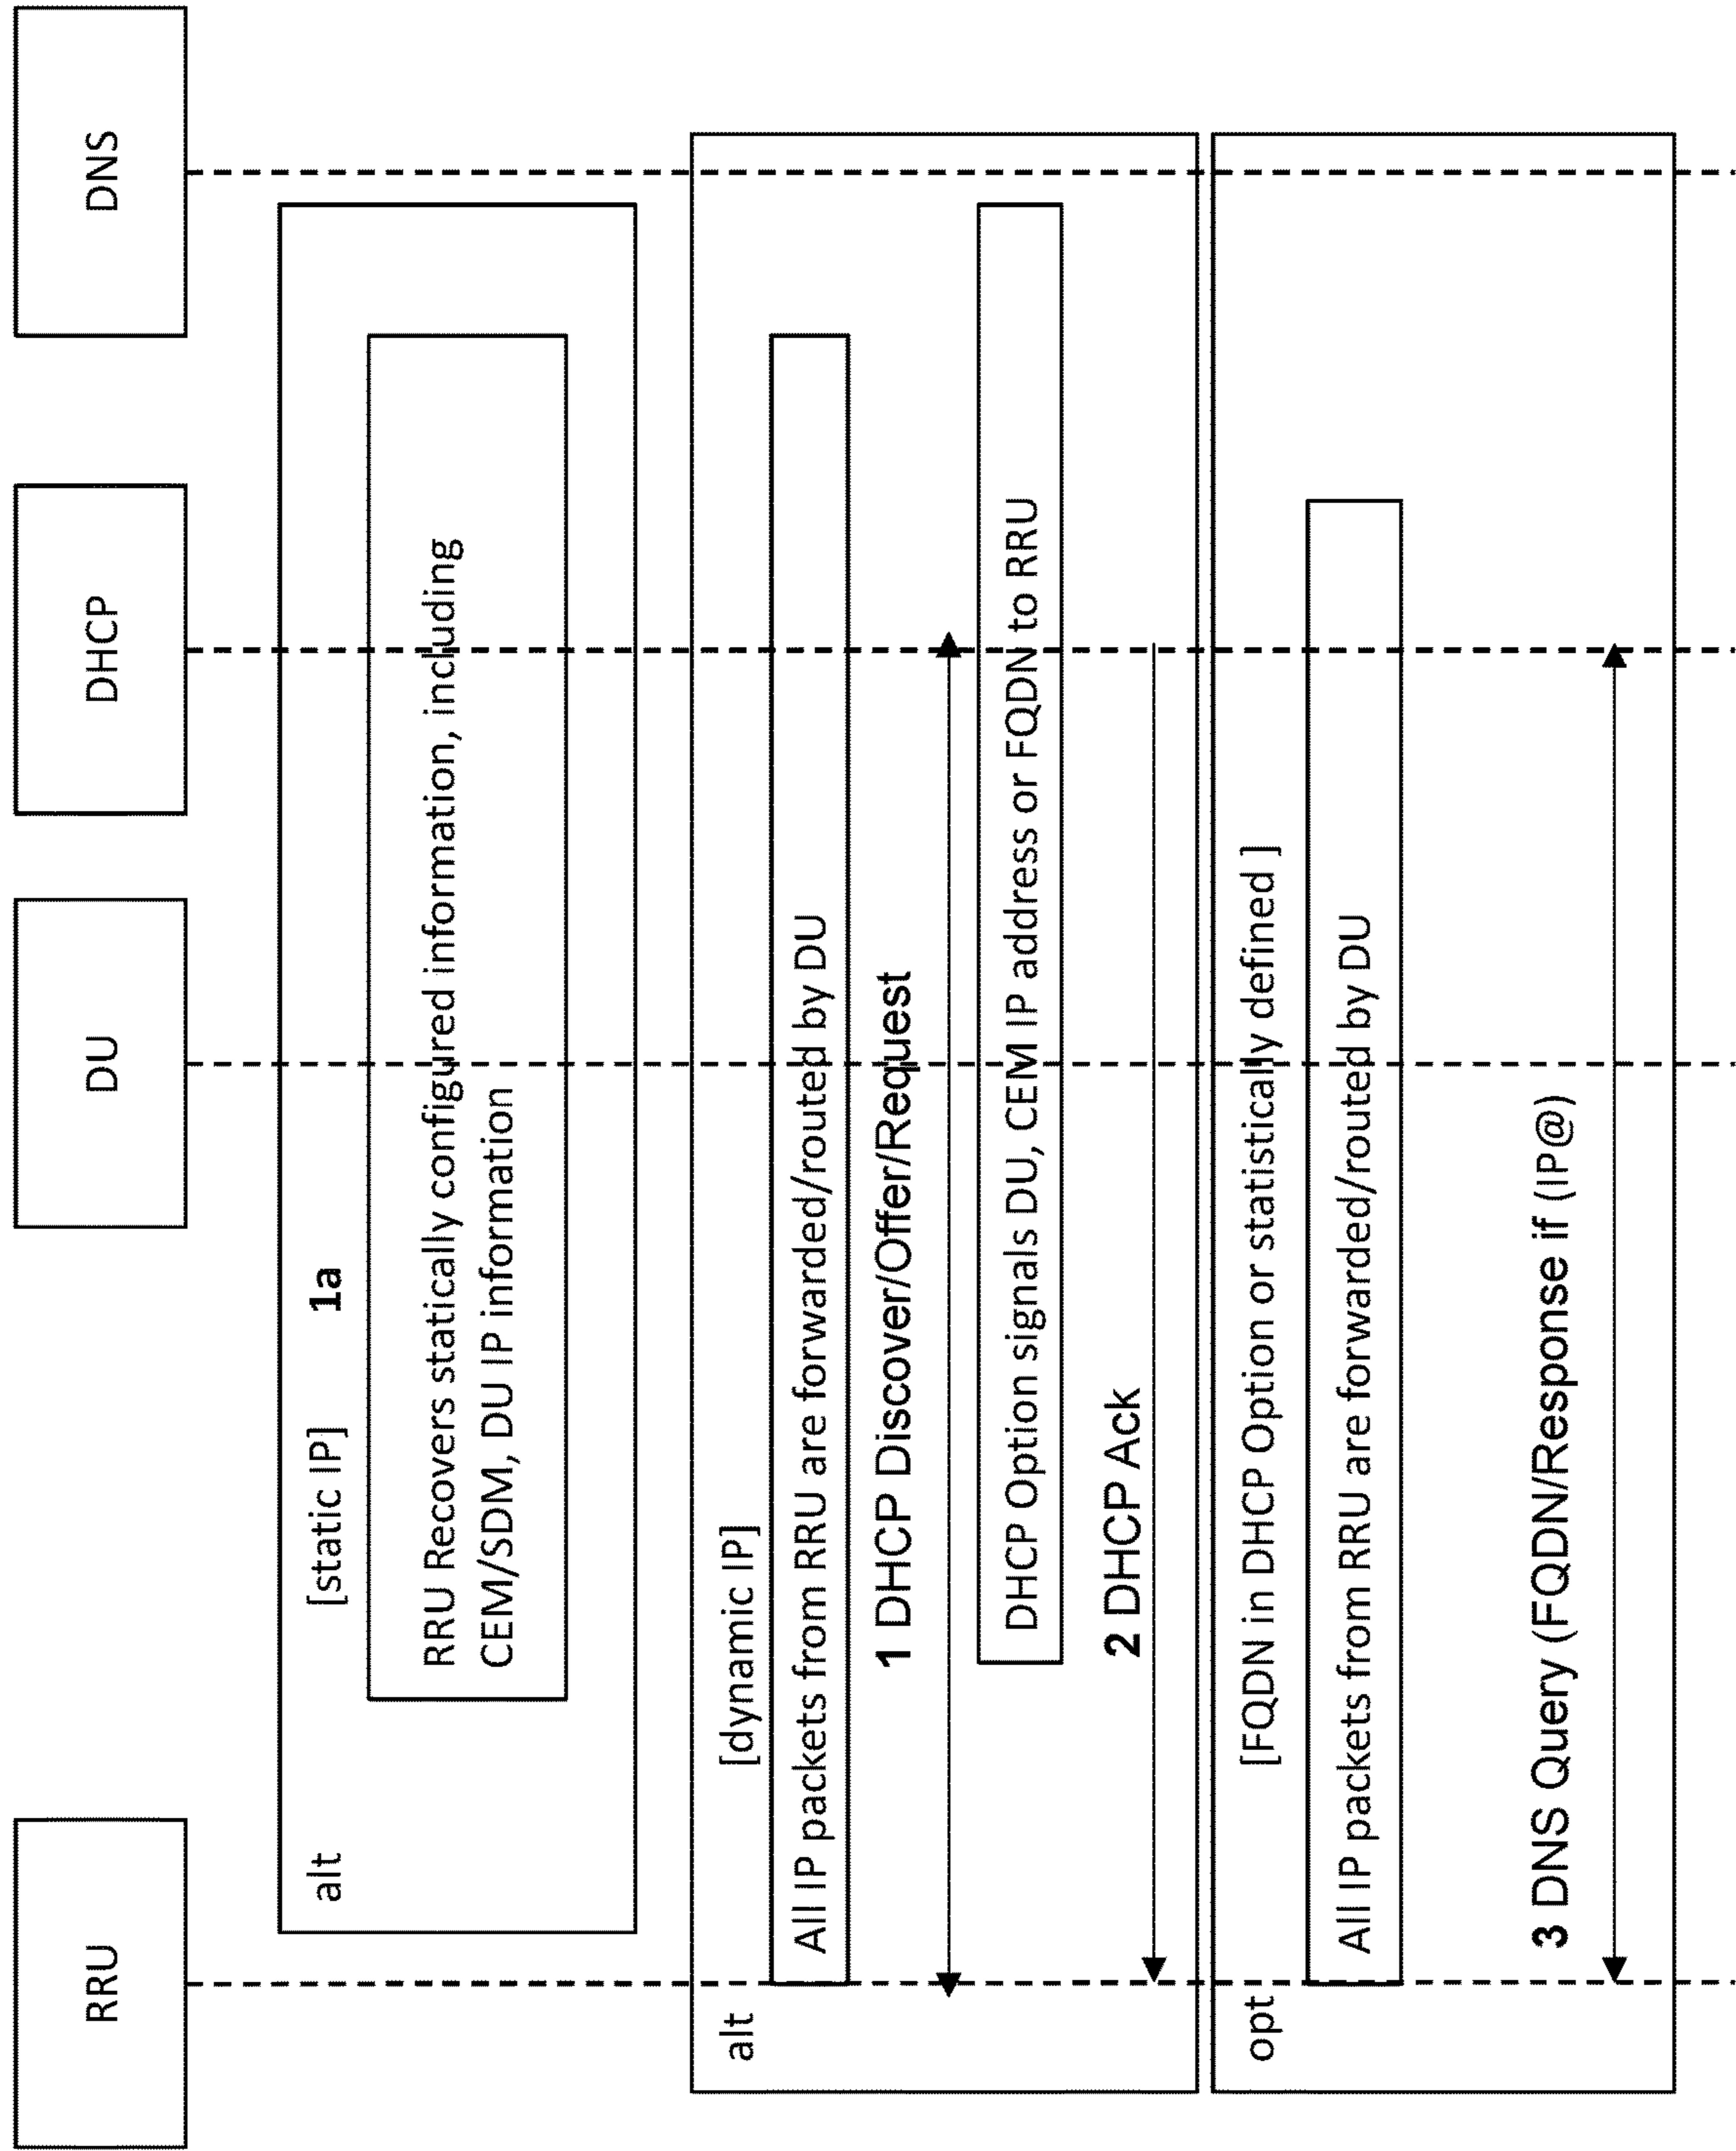 RRU
DU
DHCP
DNS
alt
[static IP]
1a
RRU Recovers statically configured information, including
CEM/SDM, DU IP information
alt
[dynamic IP]
All IP packets from RRU are forwarded/routed by DU
1 DHCP Discover/Offer/Request
DHCP Option signals DU, CEM IP address or FQDN to RRU
2 DHCP Ack
opt
[FQDN in DHCP Option or statistically defined ]
All IP packets from RRU are forwarded/routed by DU
3 DNS Query (FQDN/Response if (IP@)